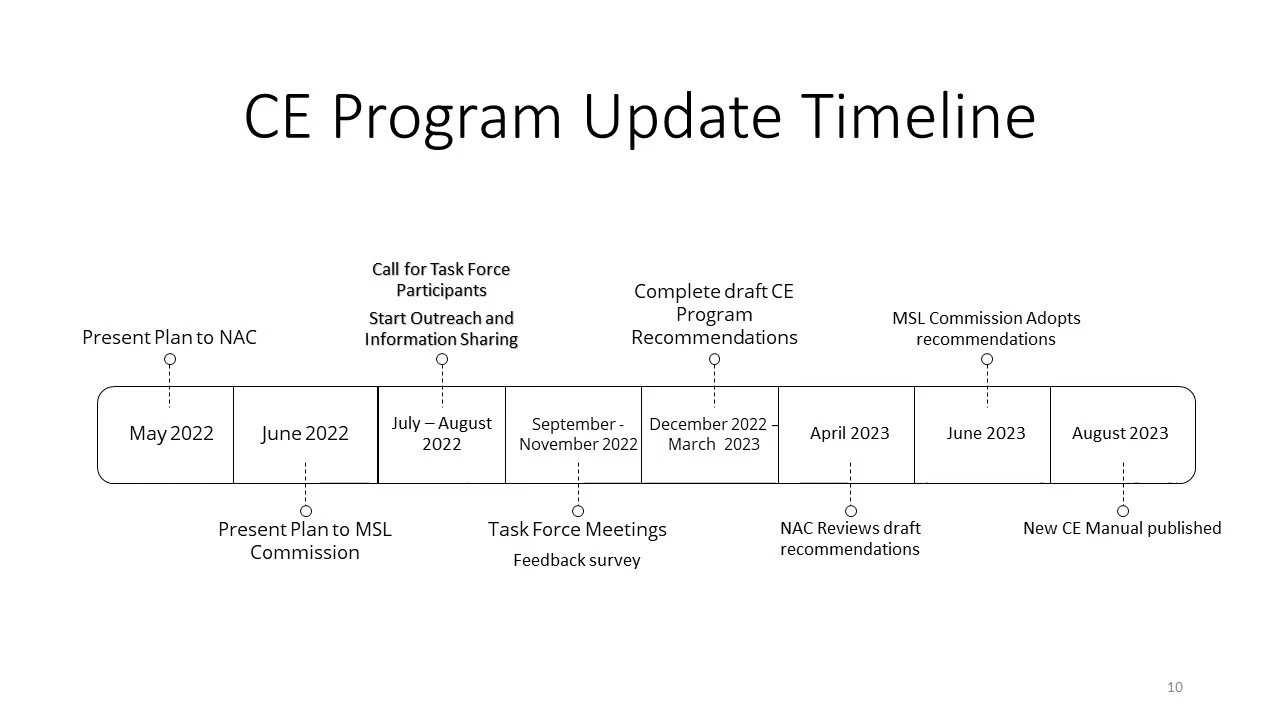 CE Program Update Timeline
Call for Task Force
Participants
Start Outreach and
Information Sharing
Complete draft CE
Program
Recommendations
Present Plan to NAC
MSL Commission Adopts
recommendations
May 2022
June 2022
July – August
2022
September -
November 2022
December 2022 –
March 2023
April 2023
June 2023
August 2023
Present Plan to MSL
Commission
Task Force Meetings
Feedback survey
NAC Reviews draft
recommendations
New CE Manual published
10